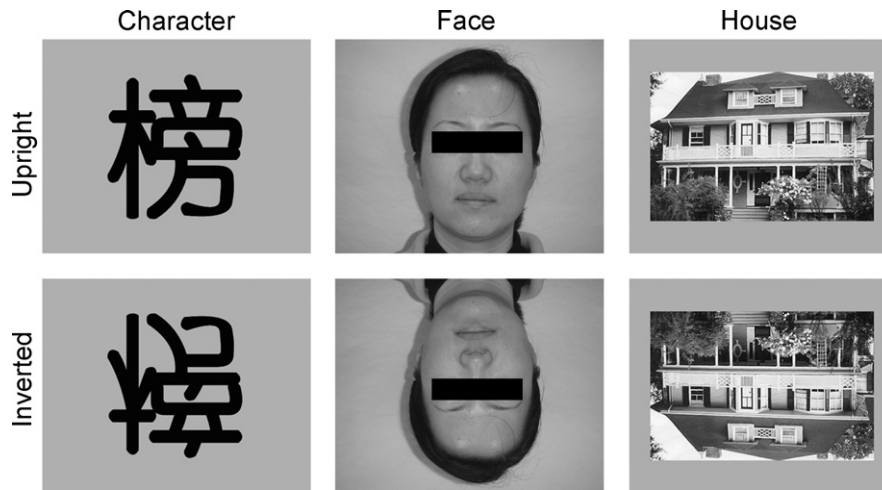 Character Face House
Upright
榜
Inverted
榜